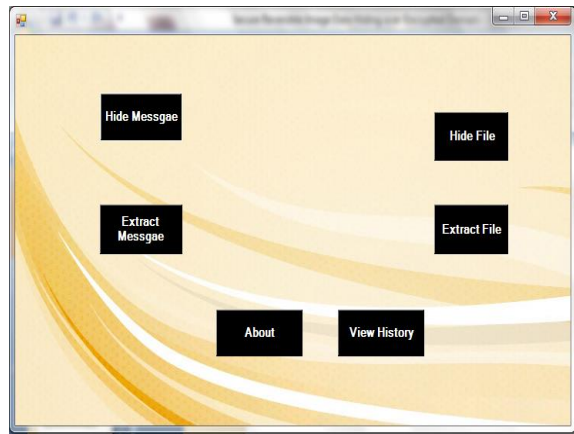 Hide Messgae
Hide File
Extract
Messgae
Extract File
About
View History